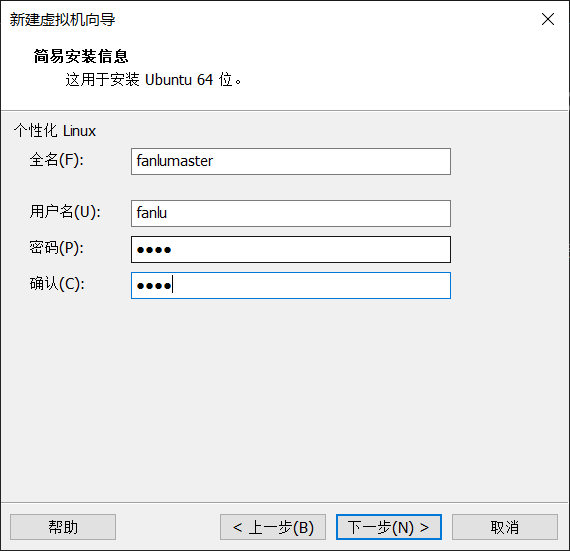 新建虚拟机向导
简易安装信息
这用于安装 Ubuntu 64 位。
个性化 Linux
全名(F): fanlumaster
用户名(U): fanlu
密码(P): ●●●●
确认(C): ●●●●
帮助 < 上一步(B) 下一步(N) > 取消